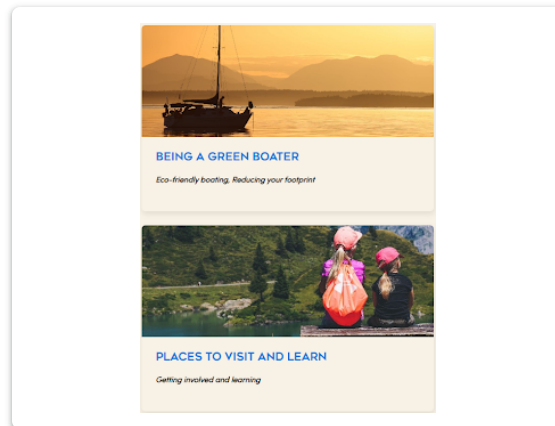 BEING A GREEN BOATER
Eco-friendly boating, Reducing your footprint
PLACES TO VISIT AND LEARN
Getting involved and learning